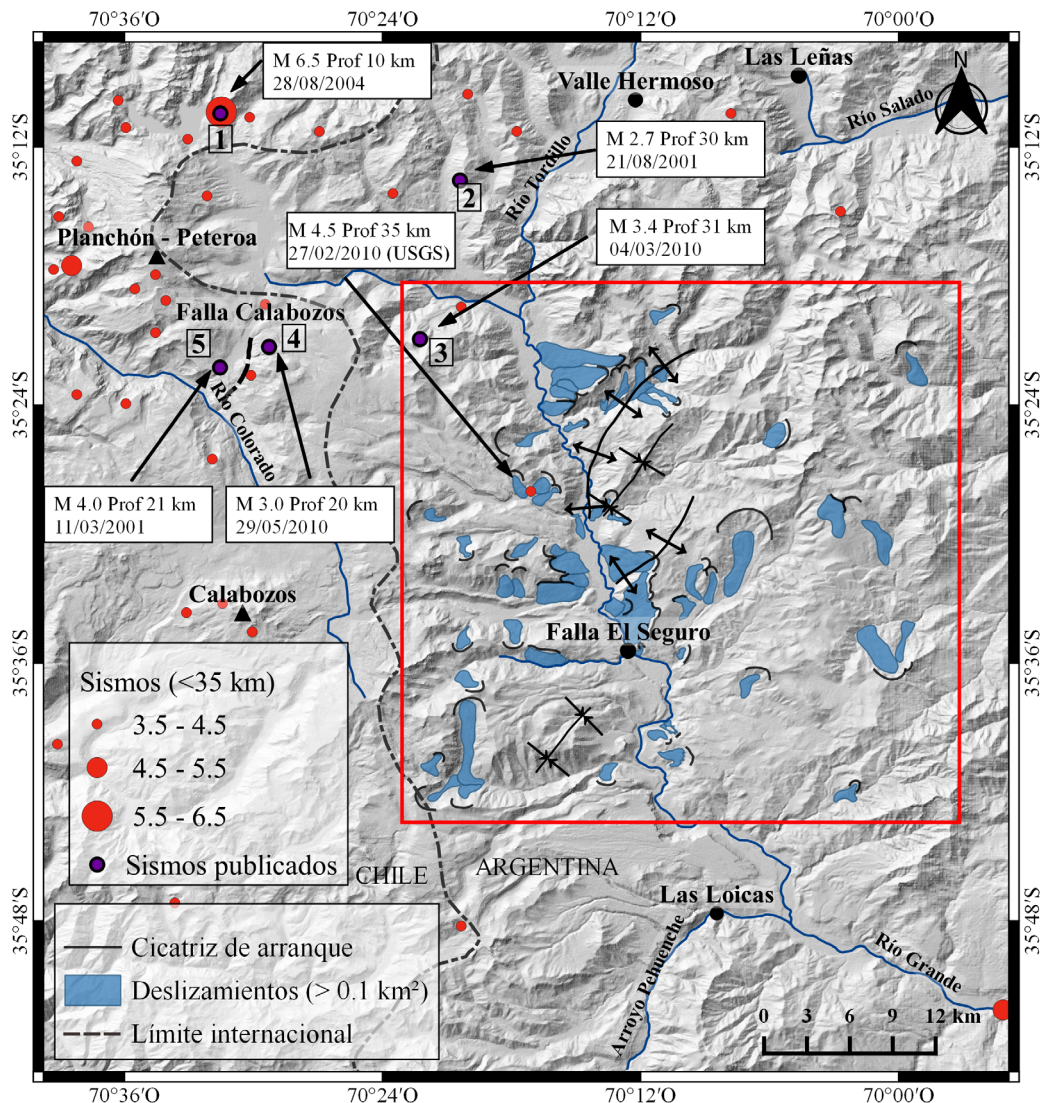 70°36′O 70°24′O 70°12′O 70°00′O
M 6.5 Prof 10 km
28/08/2004
Las Leñas
Valle Hermoso
N
Río Salado
1
35°12′S
35°12′S
M 2.7 Prof 30 km
21/08/2001
2
Río Tordillo
M 4.5 Prof 35 km
27/02/2010 (USGS)
M 3.4 Prof 31 km
04/03/2010
Planchón - Peteroa
Falla Calabozos
5
4
3
Río Colorado
35°24′S
35°24′S
M 4.0 Prof 21 km
11/03/2001
M 3.0 Prof 20 km
29/05/2010
Calabozos
Falla El Seguro
35°36′S
35°36′S
Sismos (<35 km)
3.5 - 4.5
4.5 - 5.5
5.5 - 6.5
Sismos publicados
CHILE
ARGENTINA
Las Loicas
35°48′S
35°48′S
Arroyo Pehuenche
Río Grande
Cicatriz de arranque
Deslizamientos (> 0.1 km²)
Límite internacional
0 3 6 9 12 km
70°36′O 70°24′O 70°12′O 70°00′O